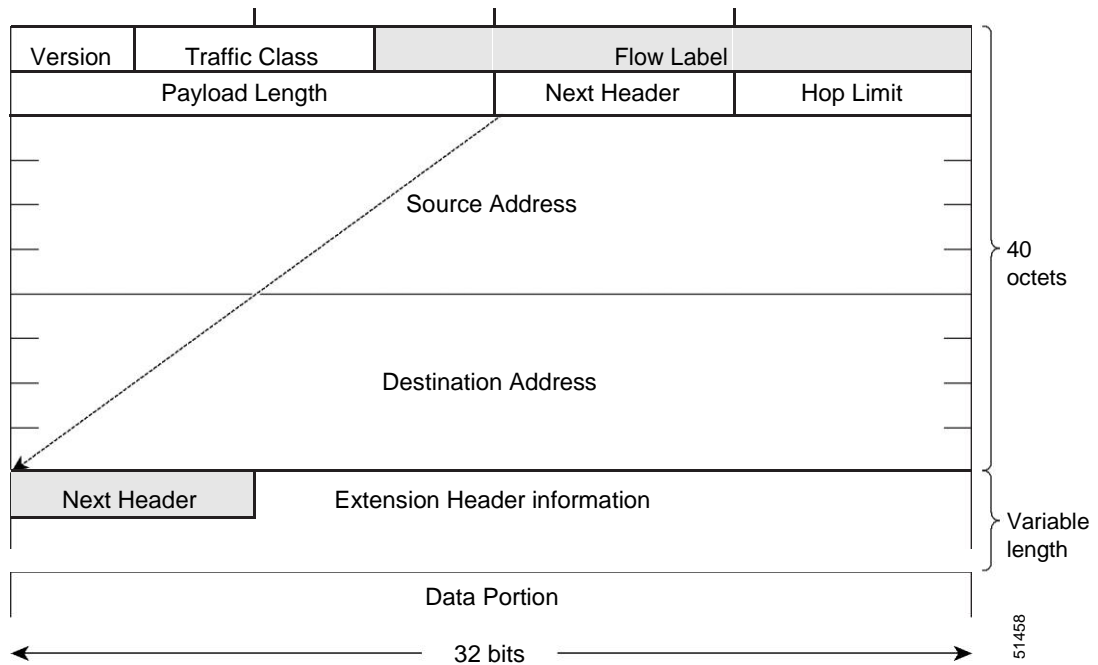 Version Traffic Class Flow Label
Payload Length Next Header Hop Limit
Source Address
40
octets
Destination Address
Next Header Extension Header information
Variable
length
Data Portion
32 bits
51458